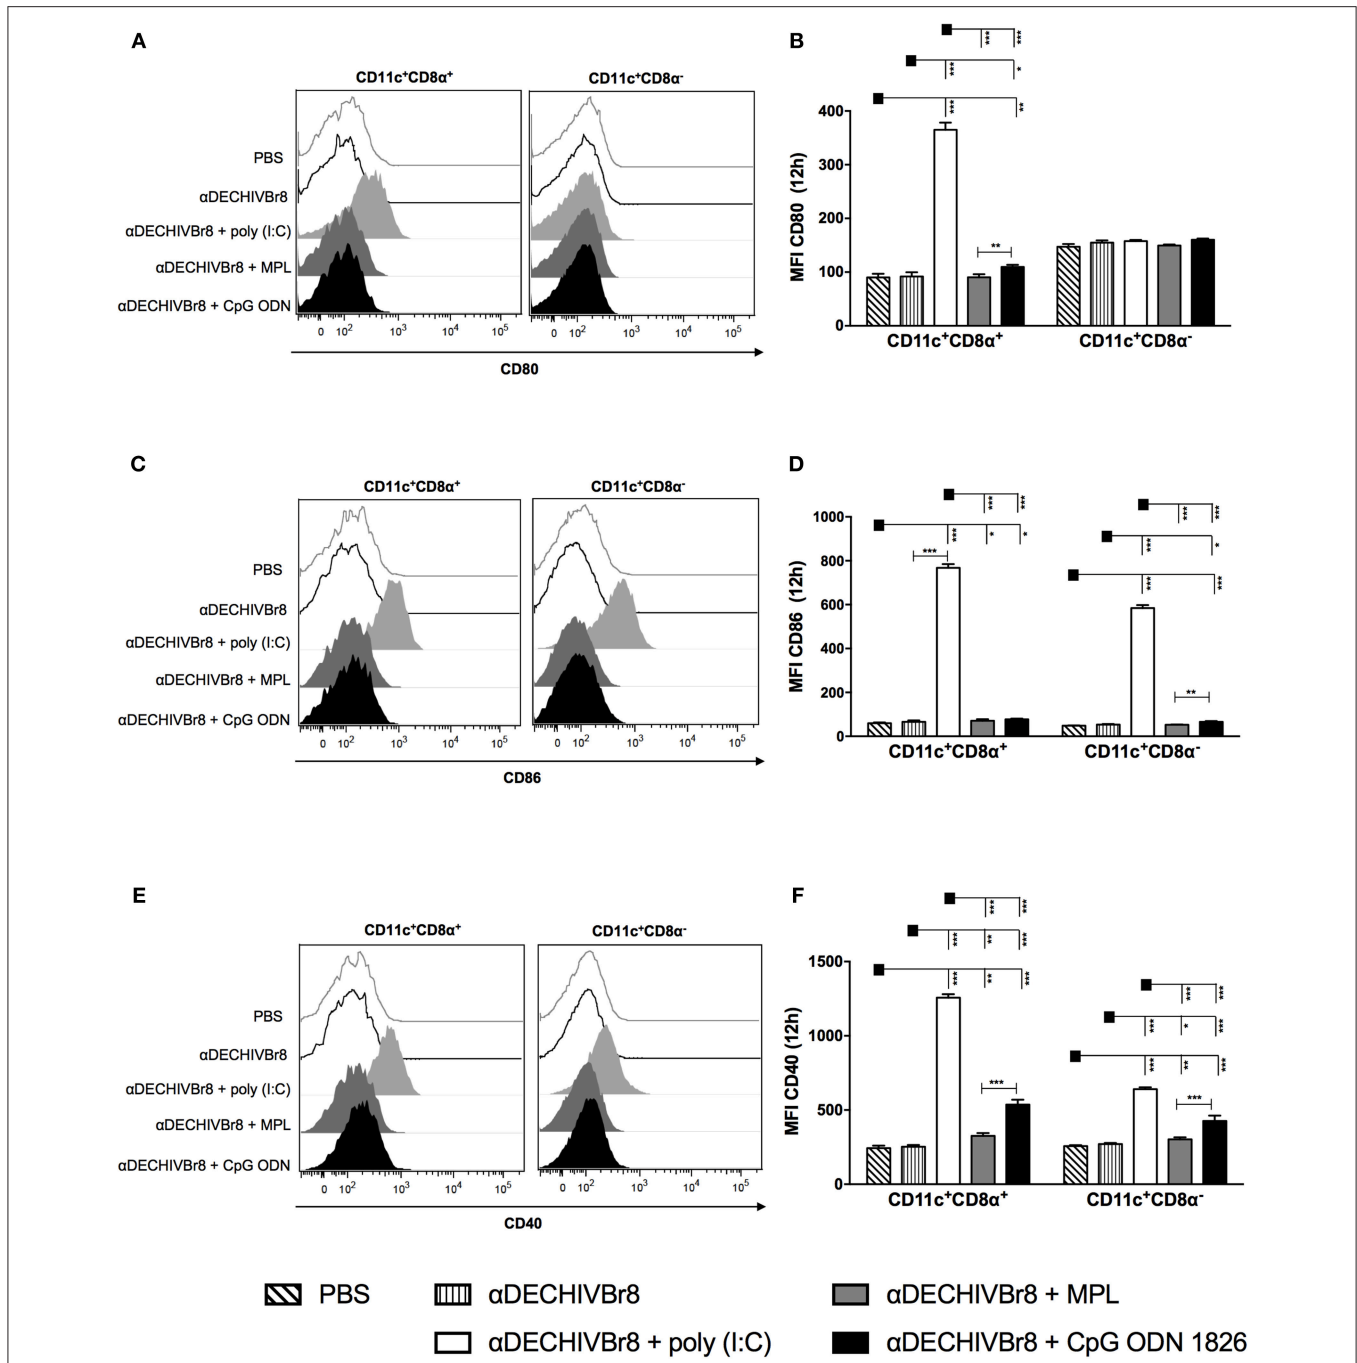 A
CD11c⁺CD8α⁺
CD11c⁺CD8α⁻
PBS
αDECHIVBr8
αDECHIVBr8 + poly (I:C)
αDECHIVBr8 + MPL
αDECHIVBr8 + CpG ODN
0 10² 10³ 10⁴ 10⁵
0 10² 10³ 10⁴ 10⁵
CD80
B
*** ***
*** *
*** **
**
400
300
200
100
0
MFI CD80 (12h)
CD11c⁺CD8α⁺
CD11c⁺CD8α⁻
C
CD11c⁺CD8α⁺
CD11c⁺CD8α⁻
PBS
αDECHIVBr8
αDECHIVBr8 + poly (I:C)
αDECHIVBr8 + MPL
αDECHIVBr8 + CpG ODN
0 10² 10³ 10⁴ 10⁵
0 10² 10³ 10⁴ 10⁵
CD86
D
*** ***
*** * *
***
*** ***
*** *
*** ***
**
1000
800
600
400
200
0
MFI CD86 (12h)
CD11c⁺CD8α⁺
CD11c⁺CD8α⁻
E
CD11c⁺CD8α⁺
CD11c⁺CD8α⁻
PBS
αDECHIVBr8
αDECHIVBr8 + poly (I:C)
αDECHIVBr8 + MPL
αDECHIVBr8 + CpG ODN
0 10² 10³ 10⁴ 10⁵
0 10² 10³ 10⁴ 10⁵
CD40
F
*** ***
*** ** ***
*** ** ***
***
*** ***
*** * ***
*** ** ***
***
1500
1000
500
0
MFI CD40 (12h)
CD11c⁺CD8α⁺
CD11c⁺CD8α⁻
PBS
αDECHIVBr8
αDECHIVBr8 + MPL
αDECHIVBr8 + poly (I:C)
αDECHIVBr8 + CpG ODN 1826